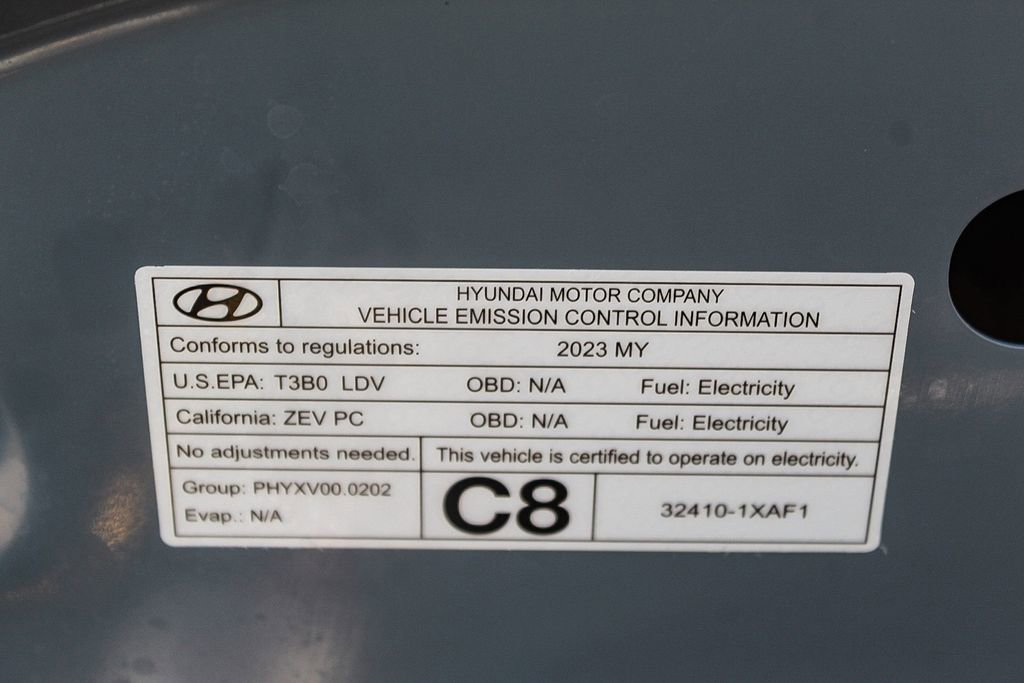 HYUNDAI MOTOR COMPANY
VEHICLE EMISSION CONTROL INFORMATION
Conforms to regulations: 2023 MY
U.S.EPA: T3B0 LDV OBD: N/A Fuel: Electricity
California: ZEV PC OBD: N/A Fuel: Electricity
No adjustments needed. This vehicle is certified to operate on electricity.
Group: PHYXV00.0202
Evap.: N/A
C8
32410-1XAF1